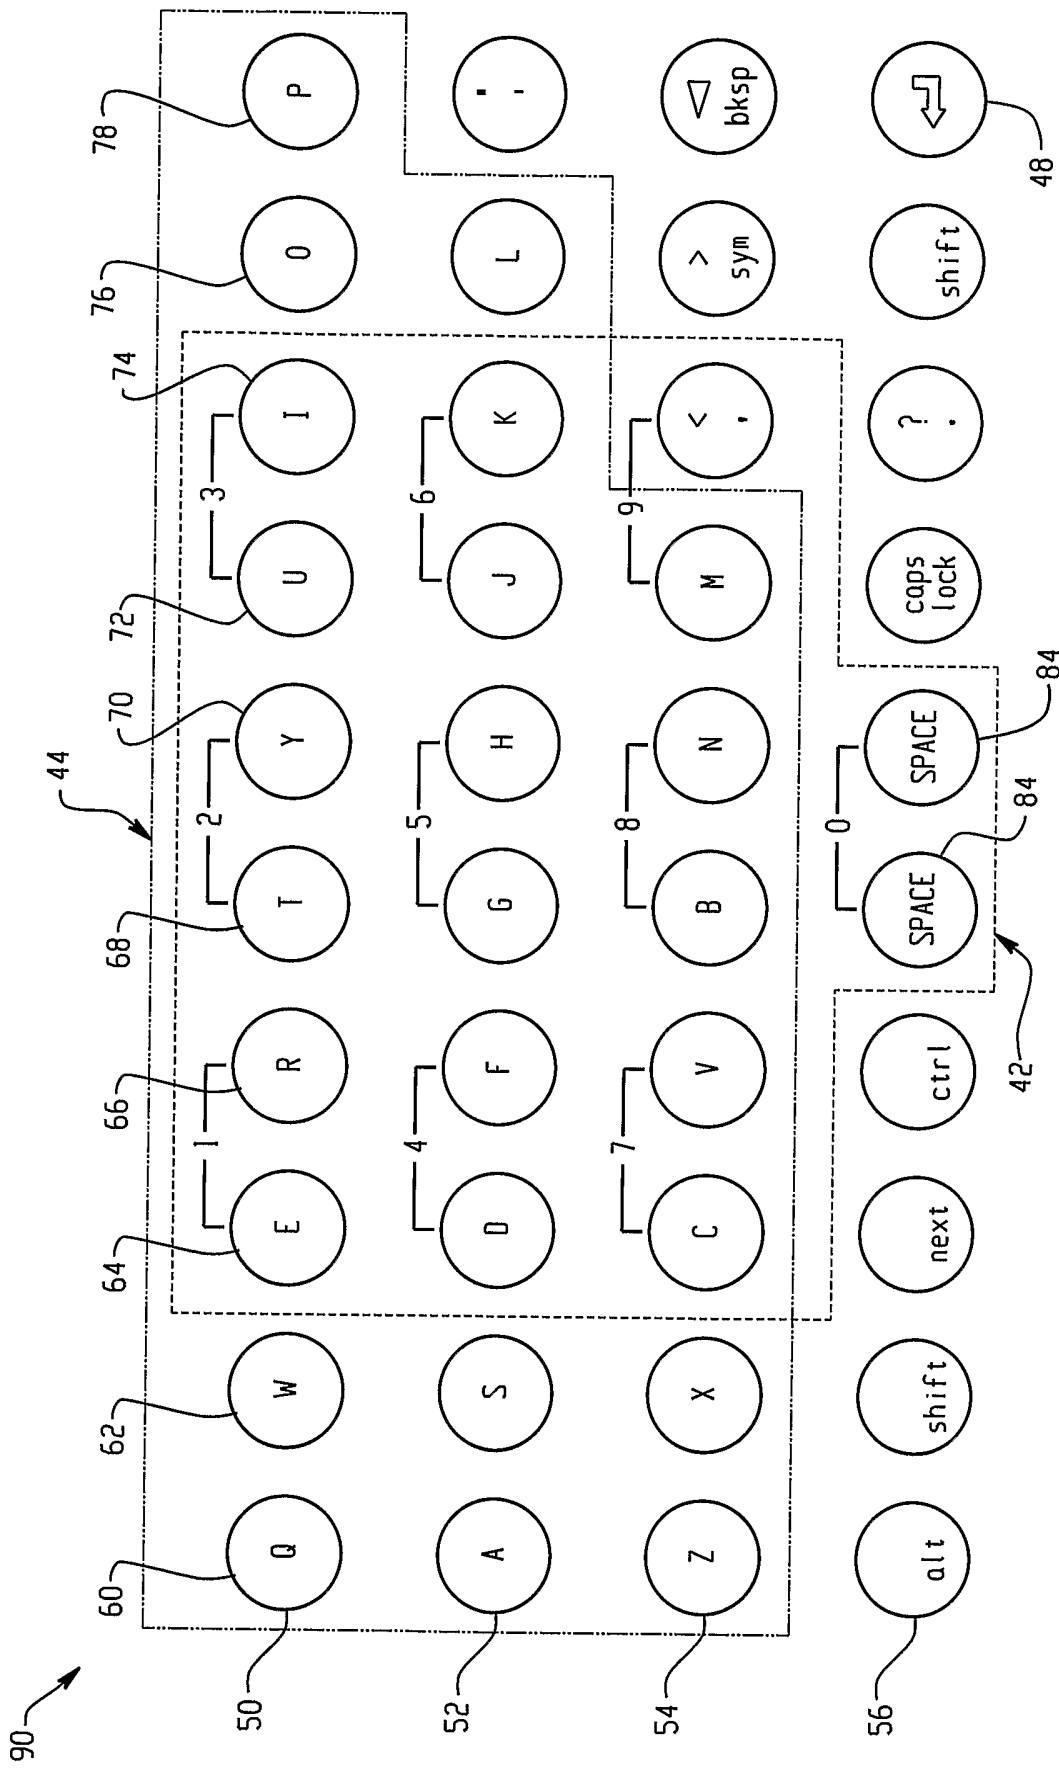 90
44
60 62 64 66 68 70 72 74 76 78
1 2 3
50 Q W E R T Y U I O P
4 5 6
52 A S D F G H J K L
7 8 9
54 Z X C V B N M < , > sym bksp
0
56 alt shift next ctrl SPACE SPACE caps lock ? . shift
42 84 84 48